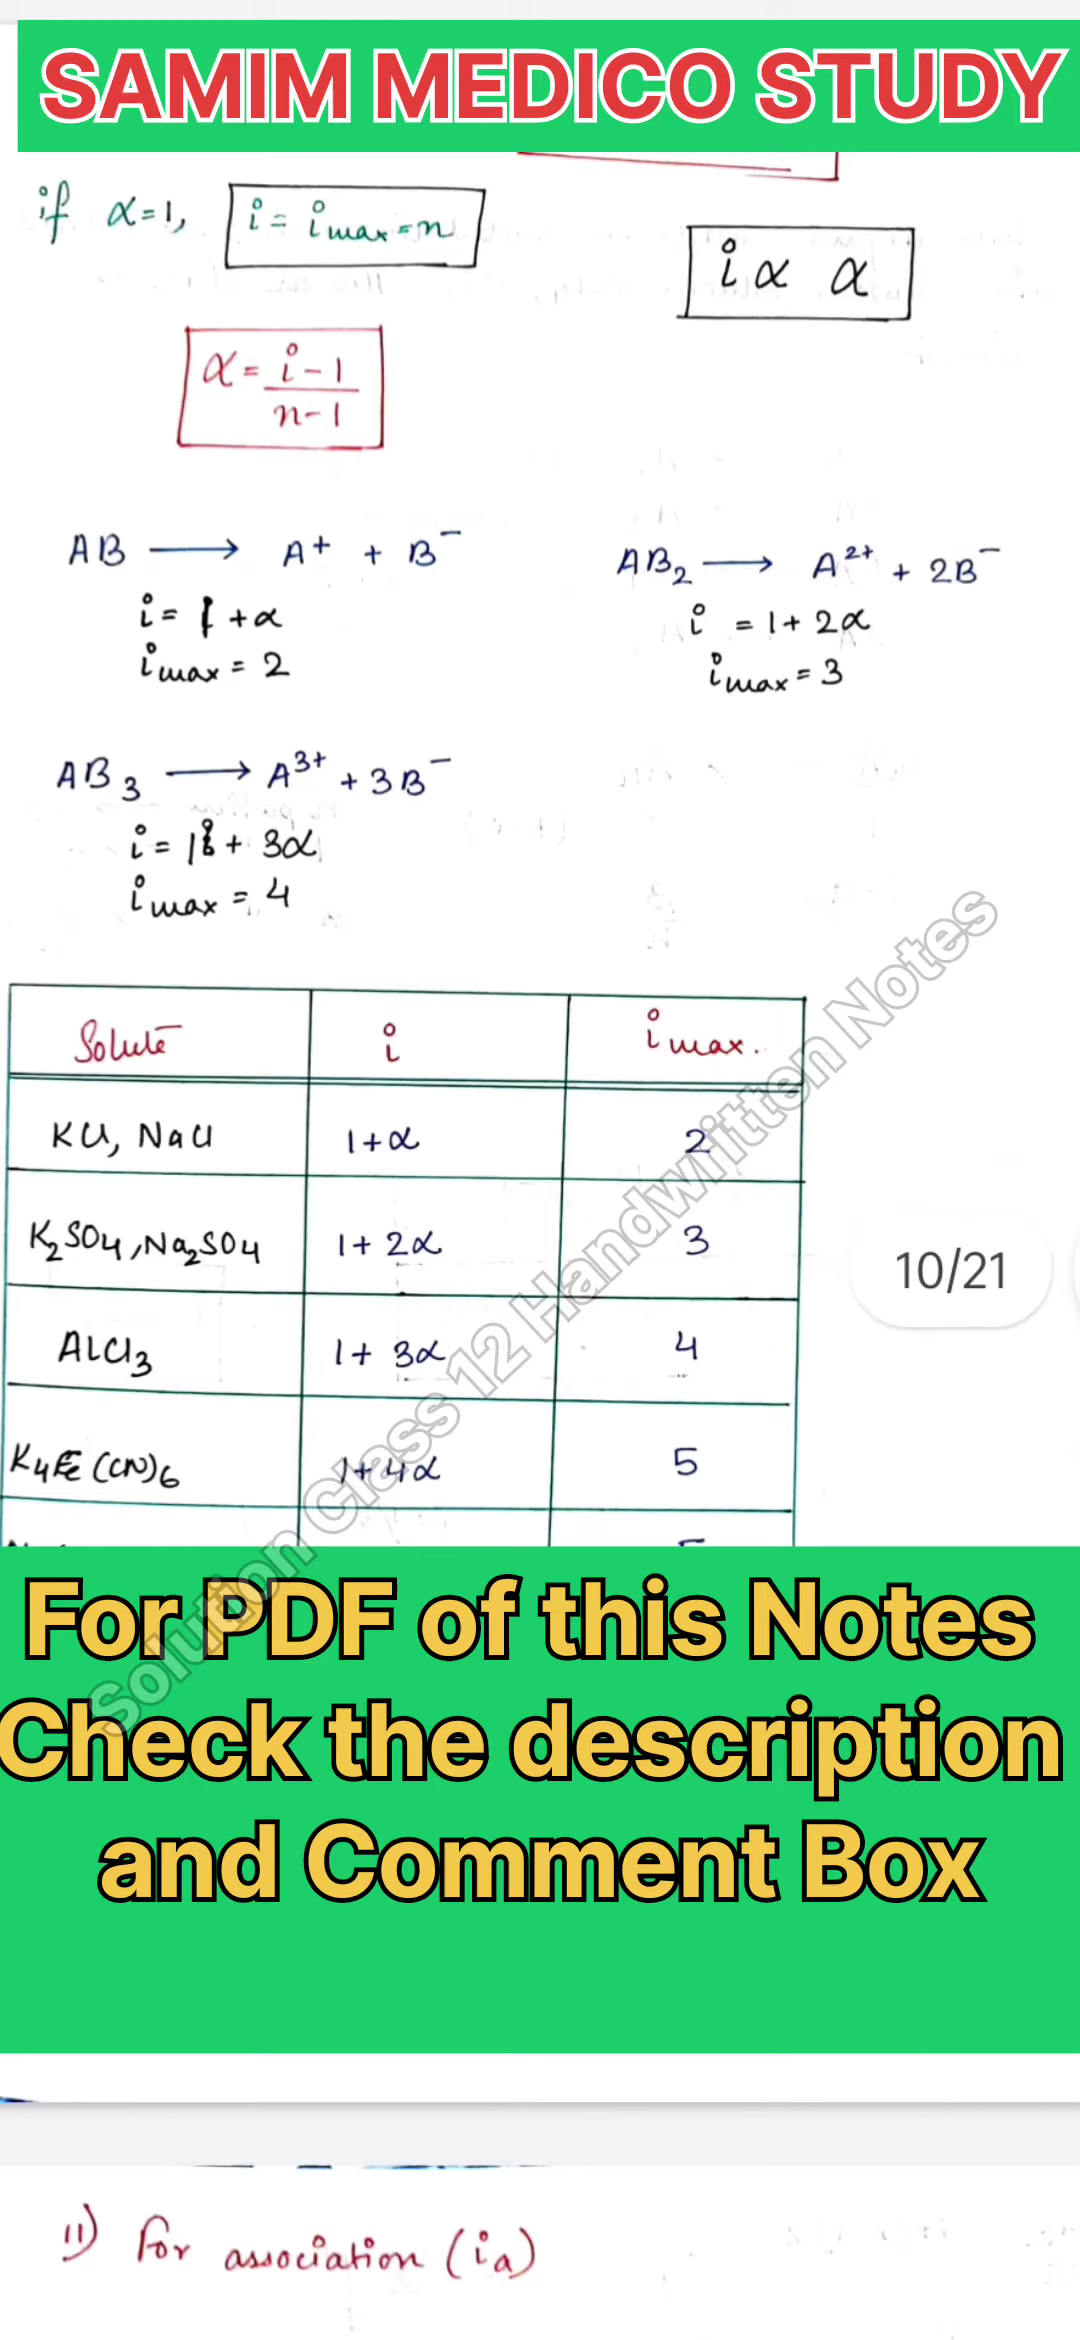 SAMIM MEDICO STUDY
if α=1, i = imax = n
i ∝ α
α = i-1 / n-1
AB ⟶ A⁺ + B⁻
i = 1 + α
imax = 2
AB₂ ⟶ A²⁺ + 2B⁻
i = 1 + 2α
imax = 3
AB₃ ⟶ A³⁺ + 3B⁻
i = 1 + 3α
imax = 4
Solute i imax.
KCl, NaCl 1+α 2
K₂SO₄, Na₂SO₄ 1+ 2α 3
AlCl₃ 1+ 3α 4
K₄Fe(CN)₆ 1+4α 5
10/21
Solution Class 12 Handwritten Notes
For PDF of this Notes
Check the description
and Comment Box
ii) For association (ia)